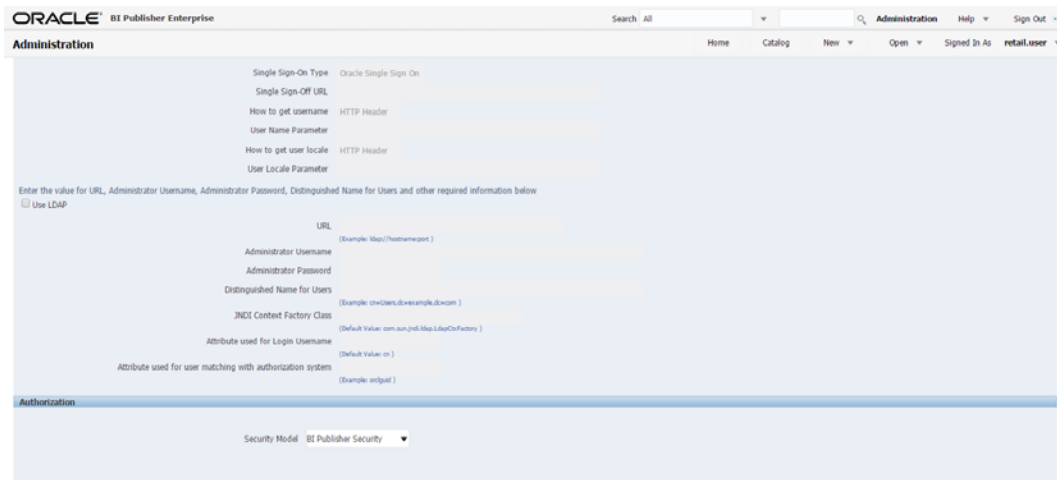 ORACLE BI Publisher Enterprise Search All Administration Help Sign Out
Administration Home Catalog New Open Signed In As retail.user
Single Sign-On Type Oracle Single Sign On
Single Sign-Off URL
How to get username HTTP Header
User Name Parameter
How to get user locale HTTP Header
User Locale Parameter
Enter the value for URL, Administrator Username, Administrator Password, Distinguished Name for Users and other required information below
Use LDAP
URL
(Example: ldap://hostname:port )
Administrator Username
Administrator Password
Distinguished Name for Users
(Example: cn=Users,dc=example,dc=com )
JNDI Context Factory Class
(Default Value: com.sun.jndi.ldap.LdapCtxFactory )
Attribute used for Login Username
(Default Value: cn )
Attribute used for user matching with authorization system
(Example: orclguid )
Authorization
Security Model BI Publisher Security